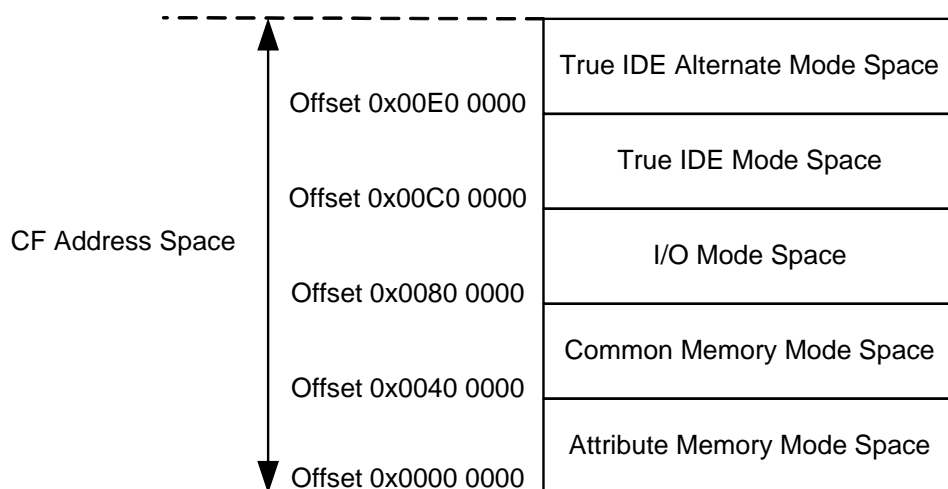 True IDE Alternate Mode Space
Offset 0x00E0 0000
True IDE Mode Space
Offset 0x00C0 0000
CF Address Space
I/O Mode Space
Offset 0x0080 0000
Common Memory Mode Space
Offset 0x0040 0000
Attribute Memory Mode Space
Offset 0x0000 0000